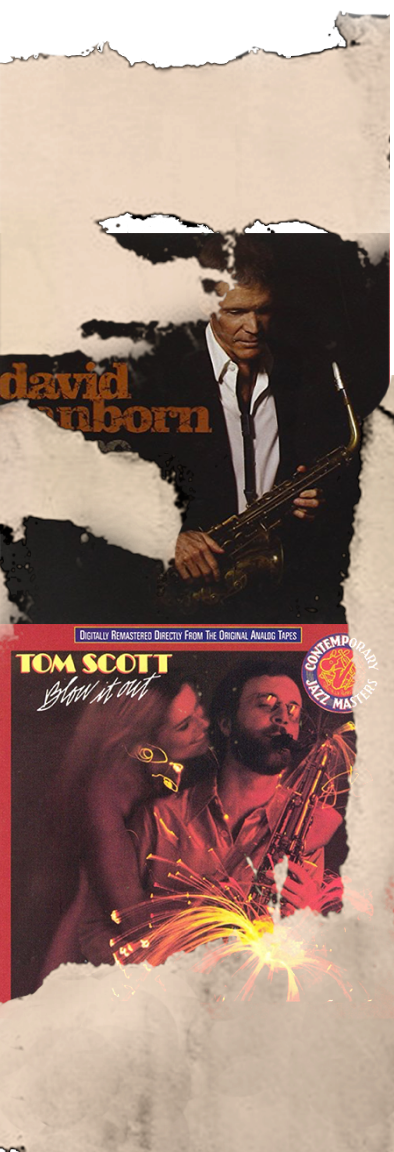 david
anborn
DIGITALLY REMASTERED DIRECTLY FROM THE ORIGINAL ANALOG TAPES
TOM SCOTT
Blow it out
CONTEMPORARY
JAZZ MASTERS